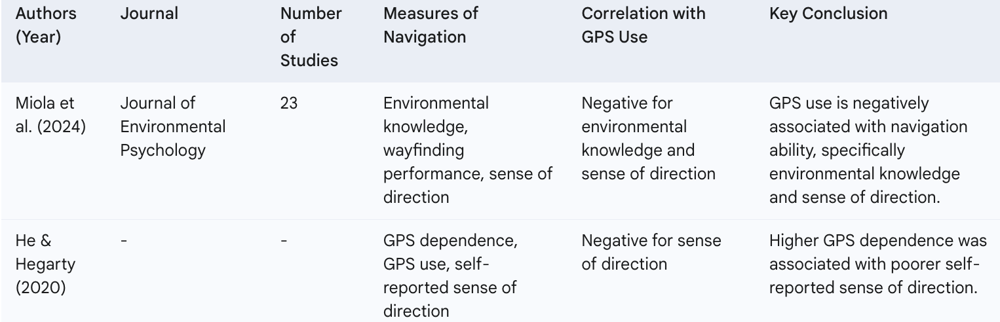 Authors (Year)
Journal
Number of Studies
Measures of Navigation
Correlation with GPS Use
Key Conclusion
Miola et al. (2024)
Journal of Environmental Psychology
23
Environmental knowledge, wayfinding performance, sense of direction
Negative for environmental knowledge and sense of direction
GPS use is negatively associated with navigation ability, specifically environmental knowledge and sense of direction.
He & Hegarty (2020)
-
-
GPS dependence, GPS use, self-reported sense of direction
Negative for sense of direction
Higher GPS dependence was associated with poorer self-reported sense of direction.